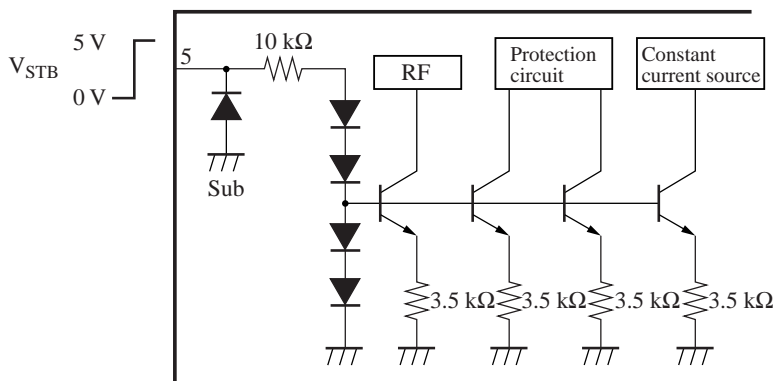 5 V
V_STB
0 V
5
10 kΩ
Sub
RF
Protection
circuit
Constant
current source
3.5 kΩ
3.5 kΩ
3.5 kΩ
3.5 kΩ